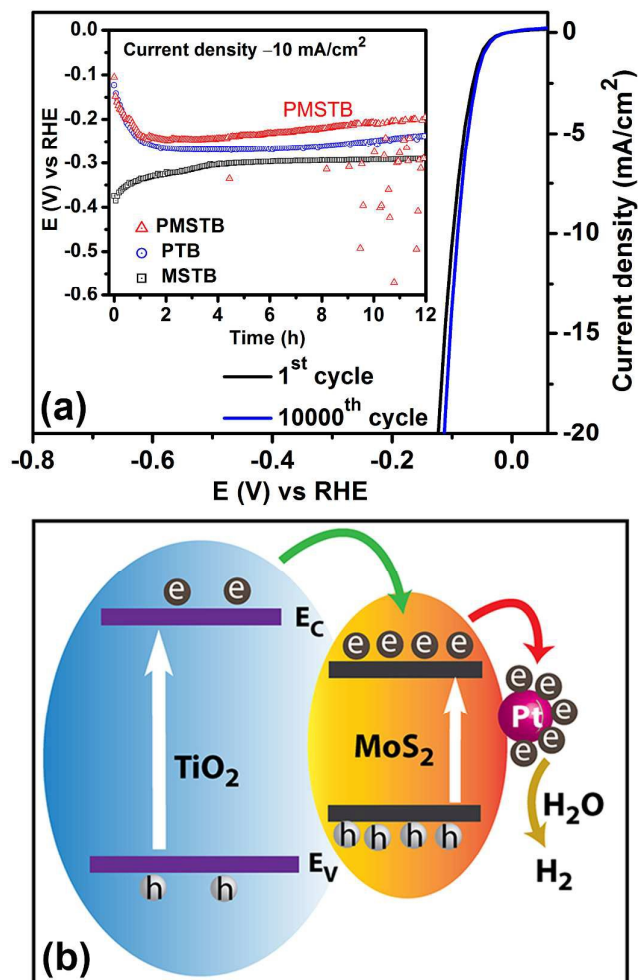 Current density –10 mA/cm²
PMSTB
PMSTB
PTB
MSTB
0.0
-0.1
-0.2
-0.3
-0.4
-0.5
-0.6
E (V) vs RHE
0 2 4 6 8 10 12
Time (h)
1st cycle
10000th cycle
(a)
0
-5
-10
-15
-20
Current density (mA/cm²)
-0.8 -0.6 -0.4 -0.2 0.0
E (V) vs RHE
e e
E_C
e e e e
e e e e e e
Pt
TiO₂
MoS₂
H₂O
h h h h
E_V
h h
H₂
(b)